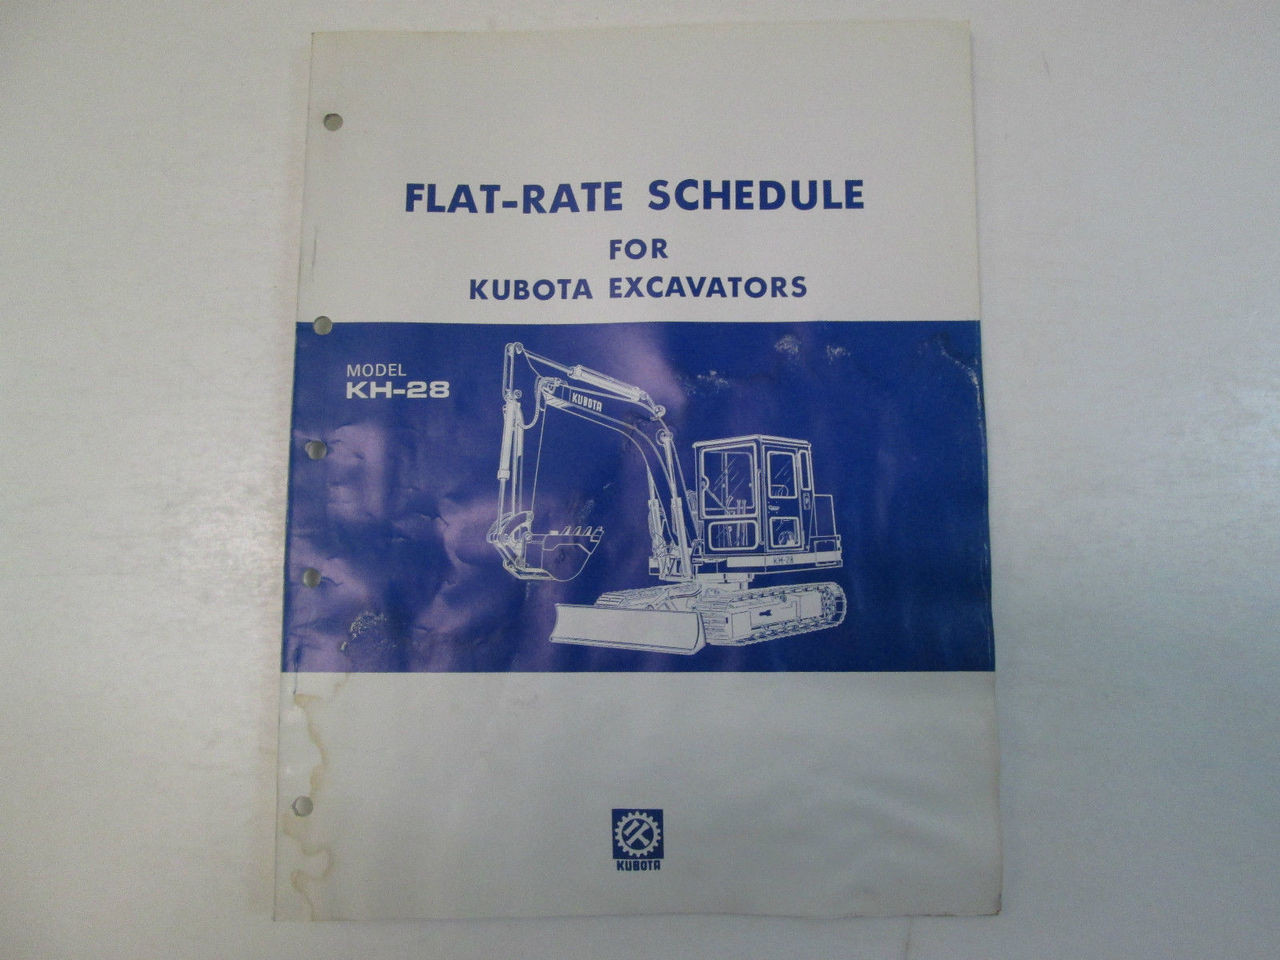 FLAT-RATE SCHEDULE
FOR
KUBOTA EXCAVATORS
MODEL
KH-28
KUBOTA
KH-28
KUBOTA